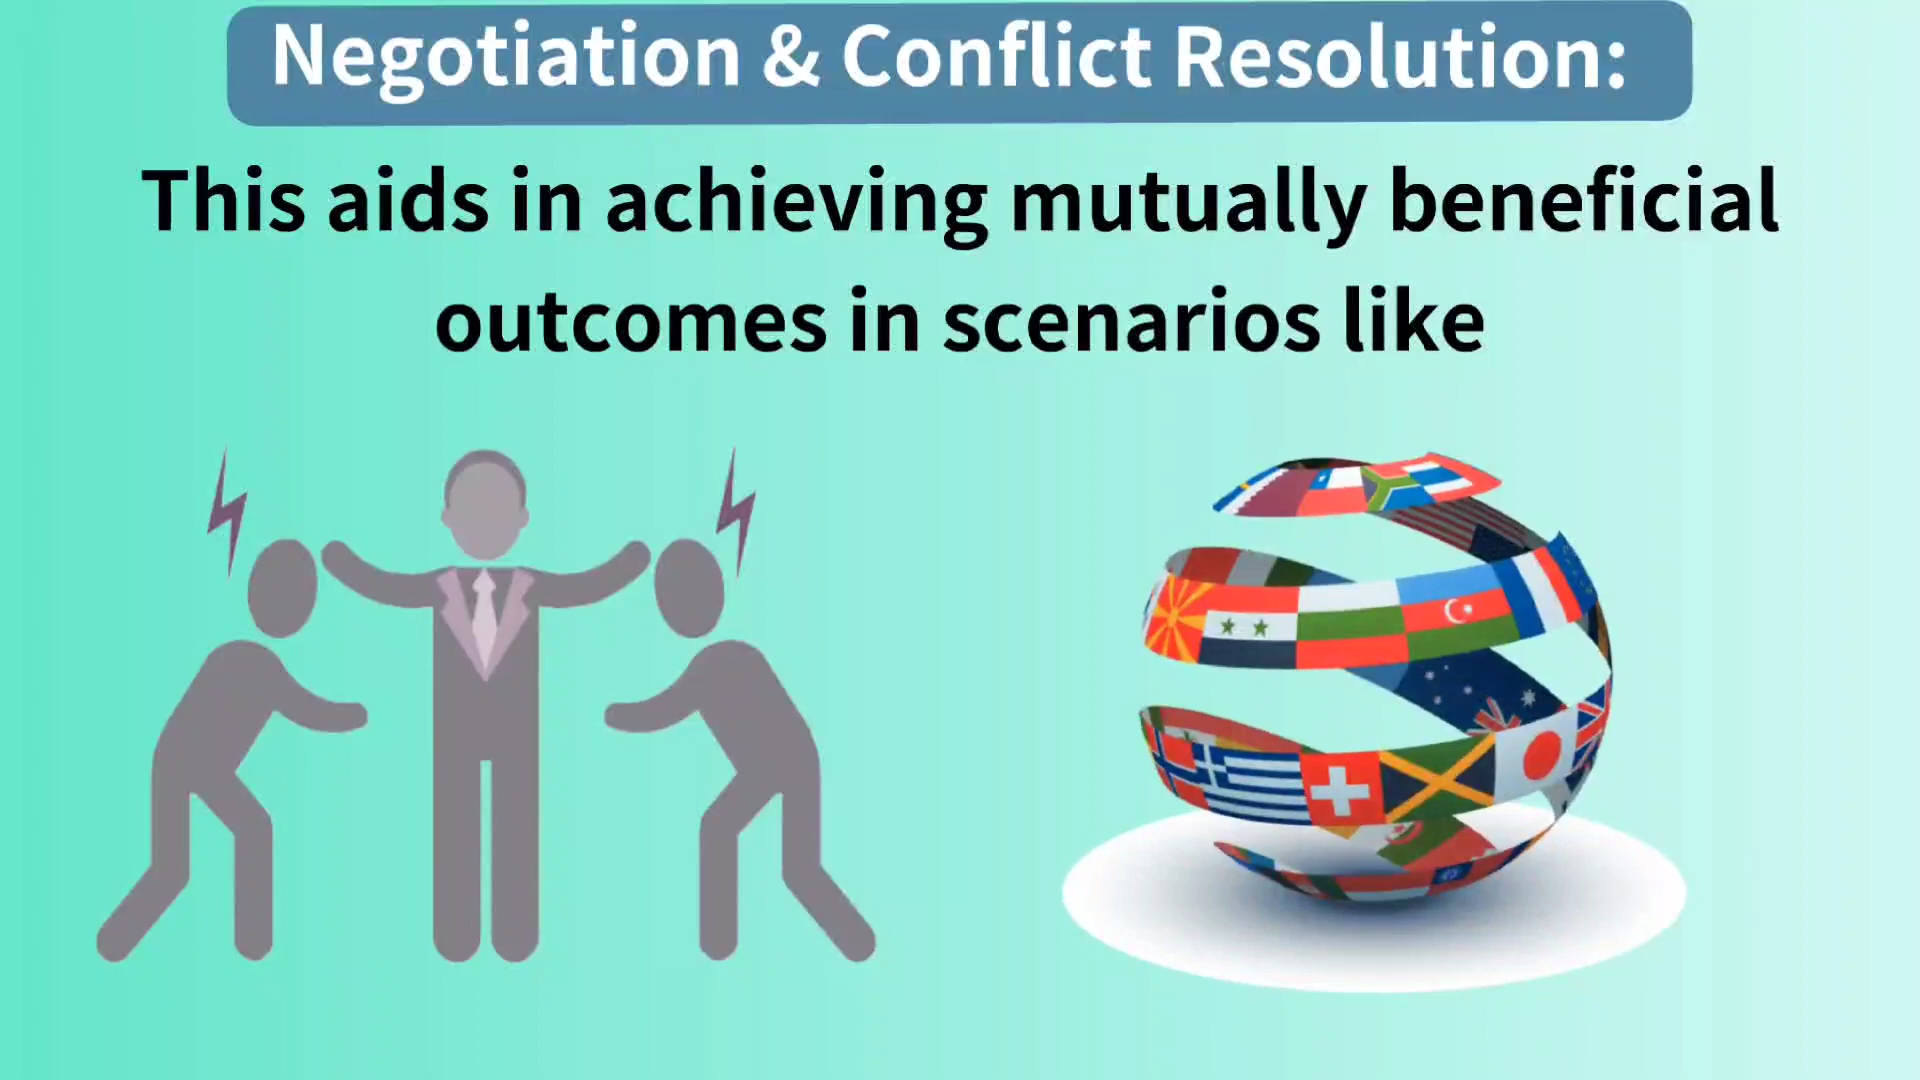 Negotiation & Conflict Resolution:
This aids in achieving mutually beneficial
outcomes in scenarios like